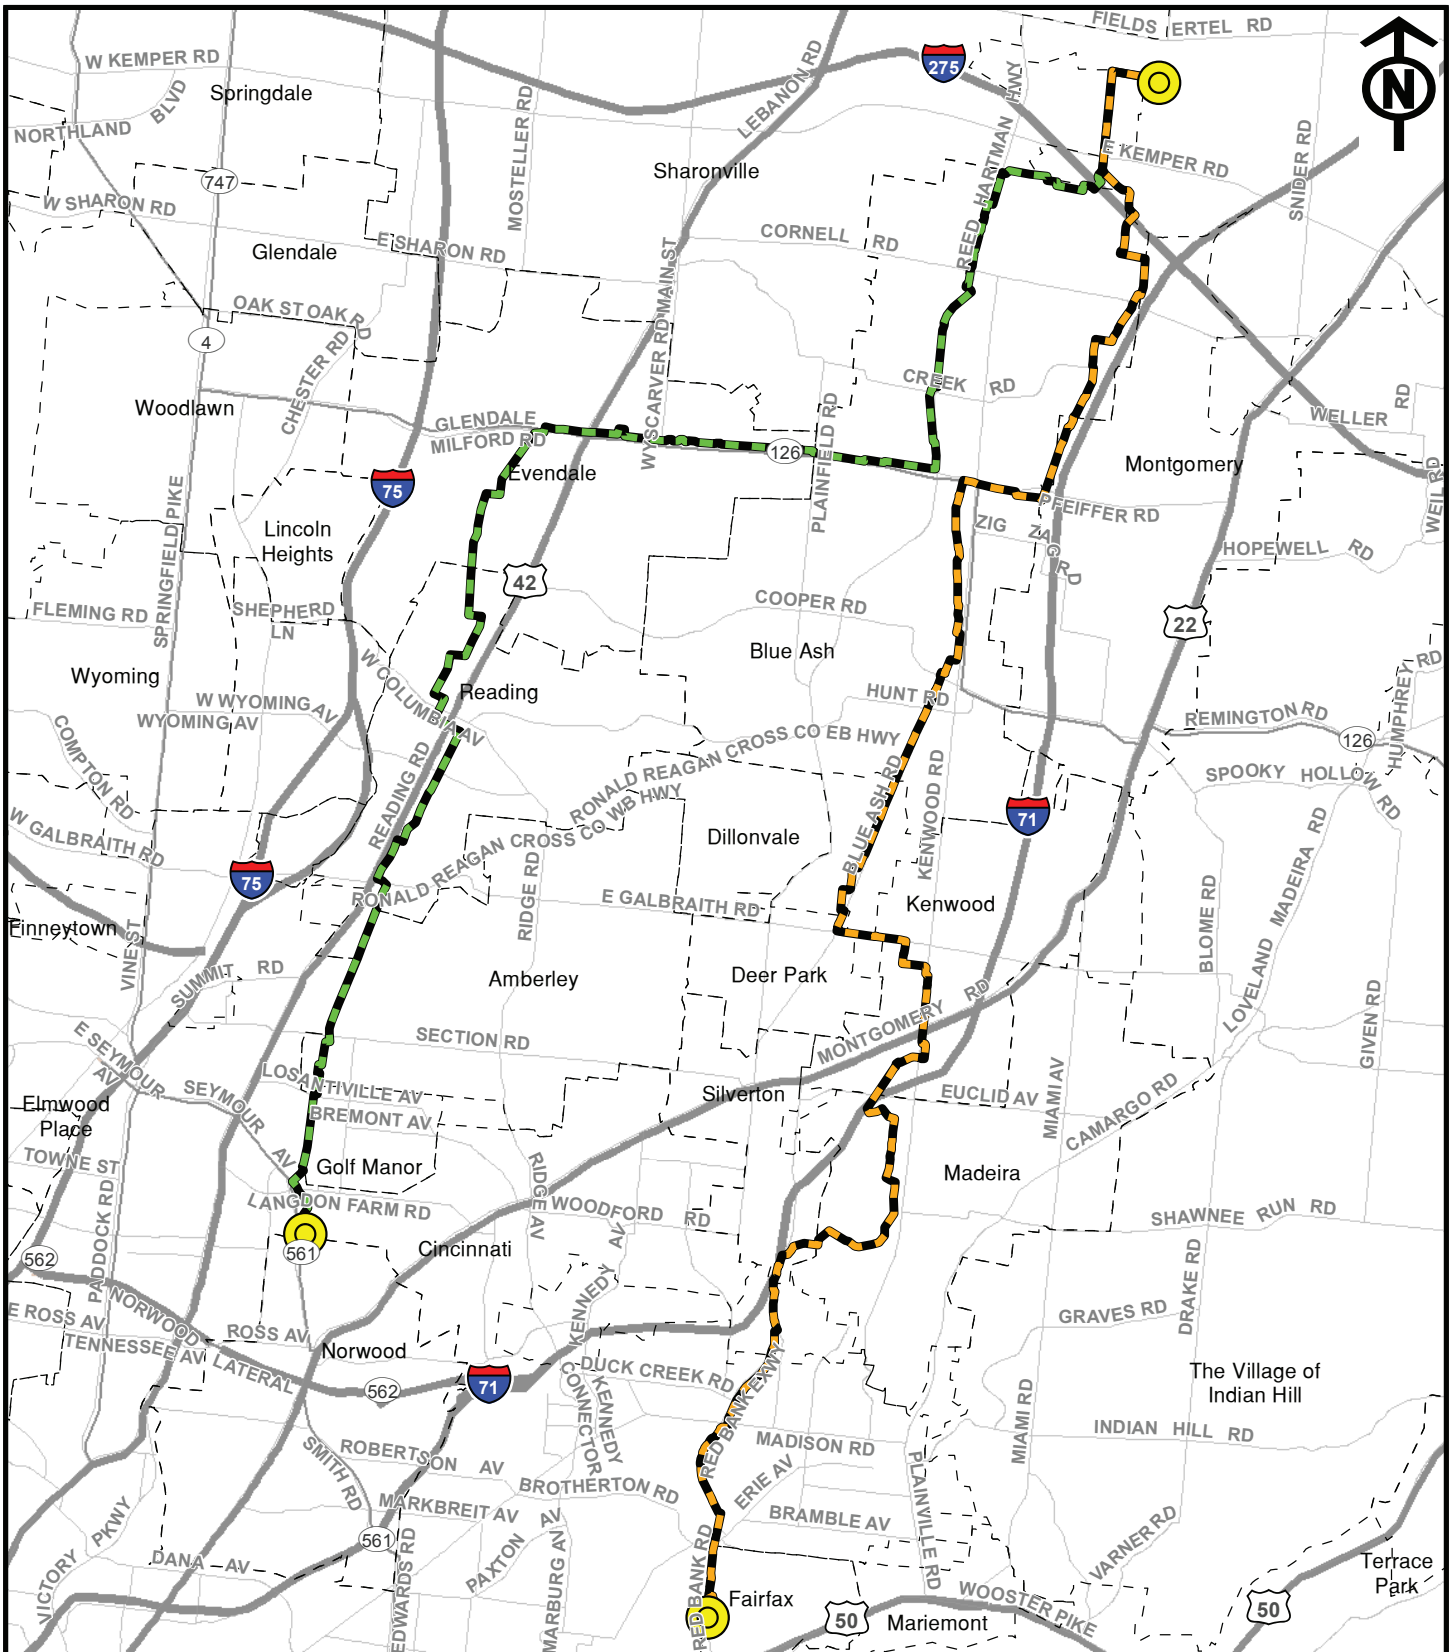 FIELDS ERTEL RD
W KEMPER RD
275
HWY
LEBANON RD
N
Springdale
BLVD
NORTHLAND
MOSTELLER RD
E KEMPER RD
SNIDER RD
Sharonville
747
HARTMAN
REED
W SHARON RD
E SHARON RD
CORNELL RD
Glendale
WYSCARVER RD MAIN ST
OAK ST OAK RD
4
CHESTER RD
CREEK RD
Woodlawn
GLENDALE
MILFORD RD
WELLER RD
PLAINFIELD RD
126
Evendale
Montgomery
75
WEIL RD
SPRINGFIELD PIKE
PFEIFFER RD
ZIG ZAG RD
Lincoln
Heights
HOPEWELL RD
42
FLEMING RD
SHEPHERD
LN
COOPER RD
22
Blue Ash
W COLUMBIA AV
Wyoming
Reading
HUNT RD
HUMPHREY RD
W WYOMING AV
WYOMING AV
REMINGTON RD
126
COMPTON RD
RONALD REAGAN CROSS CO EB HWY
READING RD
BLUE ASH RD
KENWOOD RD
SPOOKY HOLLOW RD
RONALD REAGAN CROSS CO WB HWY
71
W GALBRAITH RD
Dillonvale
LOVELAND MADEIRA RD
75
RIDGE RD
E GALBRAITH RD
Kenwood
BLOME RD
Finneytown
VINE ST
SUMMIT RD
Amberley
Deer Park
MONTGOMERY RD
GIVEN RD
SECTION RD
E SEYMOUR
AV
SEYMOUR
AV
LOSANTIVILLE AV
BREMONT AV
Silverton
EUCLID AV
MIAMI AV
CAMARGO RD
Elmwood
Place
TOWNE ST
Golf Manor
Madeira
PADDOCK RD
LANGDON FARM RD
RIDGE AV
WOODFORD RD
SHAWNEE RUN RD
561
Cincinnati
562
KENNEDY AV
DRAKE RD
NORWOOD LATERAL
E ROSS AV
TENNESSEE AV
ROSS AV
GRAVES RD
Norwood
562
71
DUCK CREEK RD
KENNEDY
CONNECTOR
RED BANK EXWY
The Village of
Indian Hill
MIAMI RD
INDIAN HILL RD
MADISON RD
SMITH RD
ROBERTSON AV
BROTHERTON RD
ERIE AV
PLAINVILLE RD
MARKBREIT AV
BRAMBLE AV
VICTORY PKWY
561
PAXTON AV
MARBURG AV
EDWARDS RD
DANA AV
RED BANK RD
VARNER RD
Terrace
Park
Fairfax
WOOSTER PIKE
50
Mariemont
50